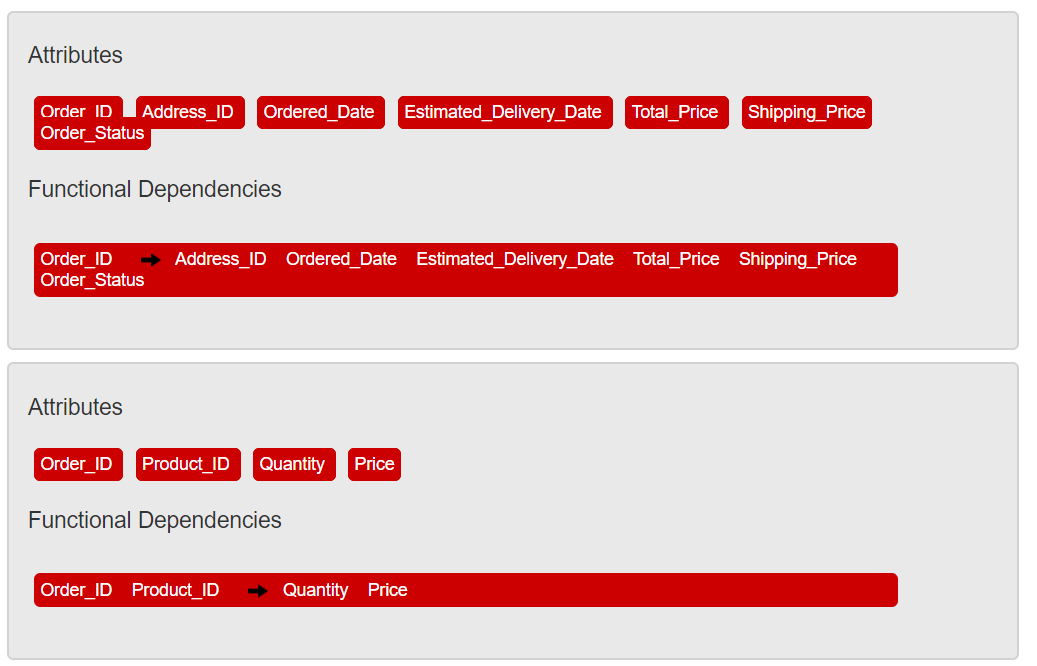 Attributes
Order_ID Address_ID Ordered_Date Estimated_Delivery_Date Total_Price Shipping_Price
Order_Status
Functional Dependencies
Order_ID Address_ID Ordered_Date Estimated_Delivery_Date Total_Price Shipping_Price
Order_Status
Attributes
Order_ID Product_ID Quantity Price
Functional Dependencies
Order_ID Product_ID Quantity Price